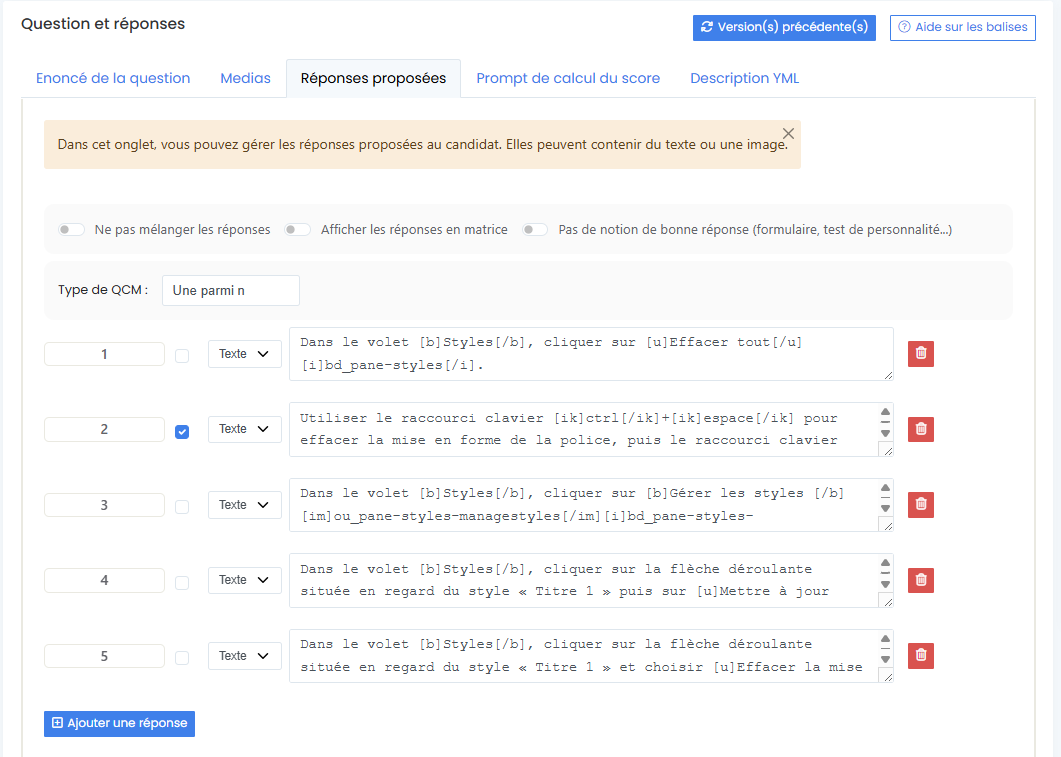 Question et réponses
Version(s) précédente(s)
Aide sur les balises
Enoncé de la question
Medias
Réponses proposées
Prompt de calcul du score
Description YML
Dans cet onglet, vous pouvez gérer les réponses proposées au candidat. Elles peuvent contenir du texte ou une image.
Ne pas mélanger les réponses
Afficher les réponses en matrice
Pas de notion de bonne réponse (formulaire, test de personnalité...)
Type de QCM :
Une parmi n
1
Texte
Dans le volet [b]Styles[/b], cliquer sur [u]Effacer tout[/u]
[i]bd_pane-styles[/i].
2
Texte
Utiliser le raccourci clavier [ik]ctrl[/ik]+[ik]espace[/ik] pour
effacer la mise en forme de la police, puis le raccourci clavier
3
Texte
Dans le volet [b]Styles[/b], cliquer sur [b]Gérer les styles [/b]
[im]ou_pane-styles-managestyles[/im][i]bd_pane-styles-
4
Texte
Dans le volet [b]Styles[/b], cliquer sur la flèche déroulante
située en regard du style « Titre 1 » puis sur [u]Mettre à jour
5
Texte
Dans le volet [b]Styles[/b], cliquer sur la flèche déroulante
située en regard du style « Titre 1 » et choisir [u]Effacer la mise
Ajouter une réponse